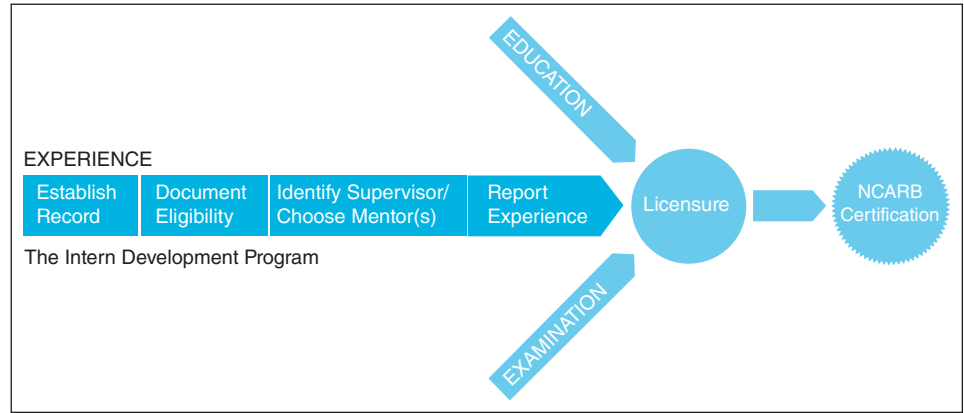 EDUCATION
EXPERIENCE
Establish
Record
Document
Eligibility
Identify Supervisor/
Choose Mentor(s)
Report
Experience
Licensure
NCARB
Certification
The Intern Development Program
EXAMINATION